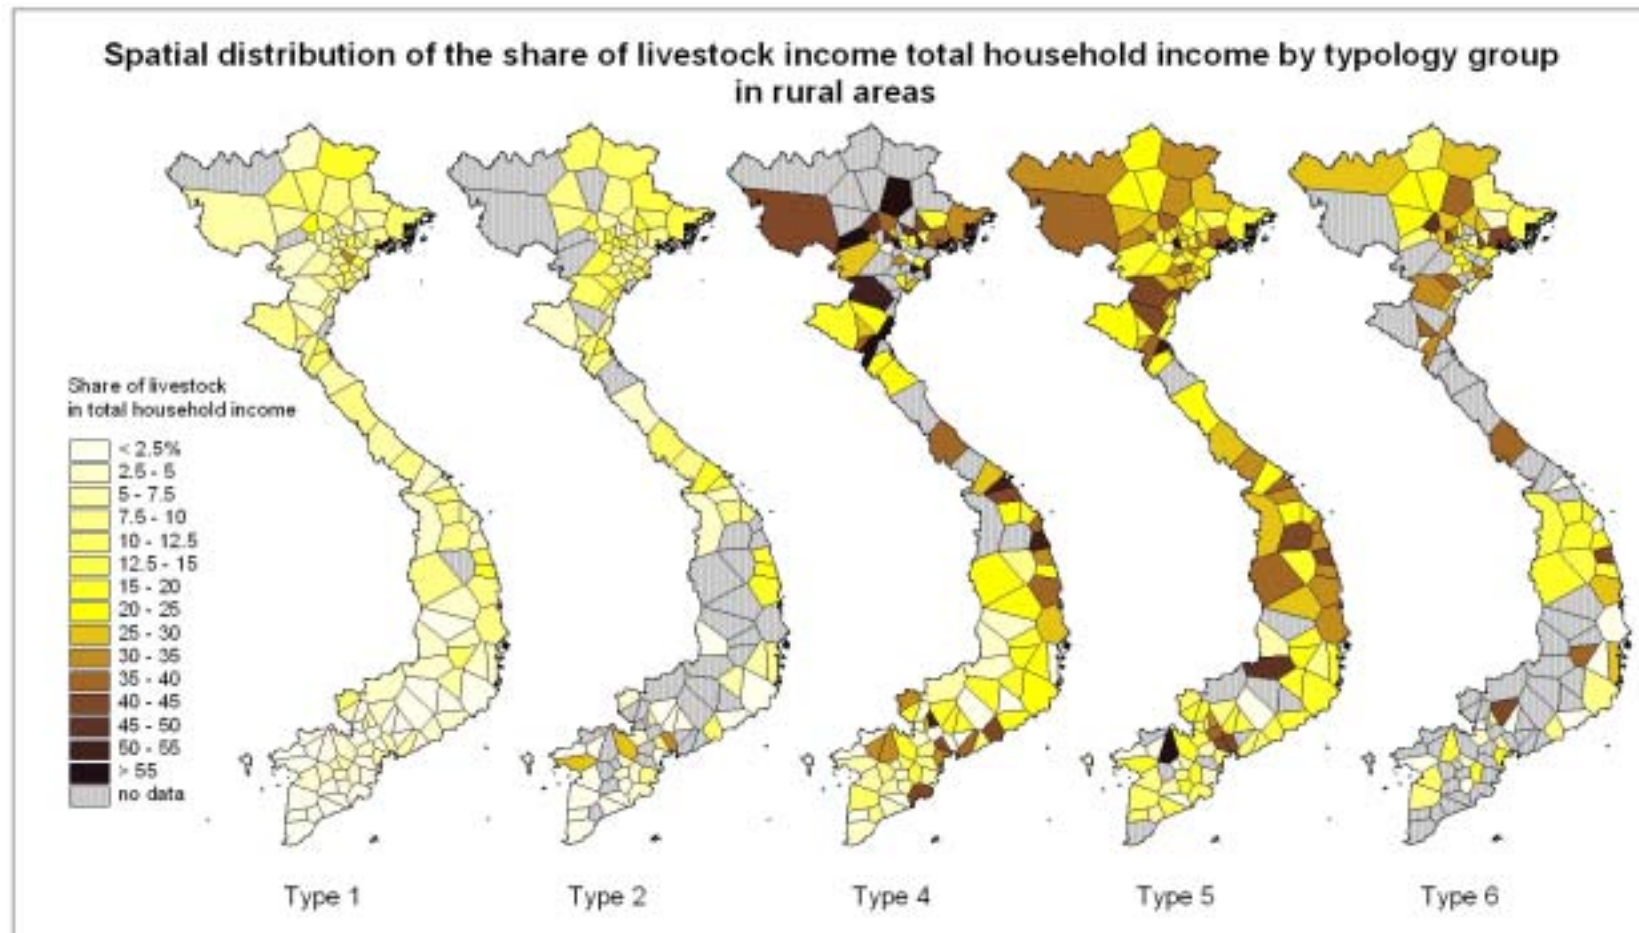 Spatial distribution of the share of livestock income total household income by typology group
in rural areas
Share of livestock
in total household income
< 2.5%
2.5 - 5
5 - 7.5
7.5 - 10
10 - 12.5
12.5 - 15
15 - 20
20 - 25
25 - 30
30 - 35
35 - 40
40 - 45
45 - 50
50 - 55
> 55
no data
Type 1
Type 2
Type 4
Type 5
Type 6